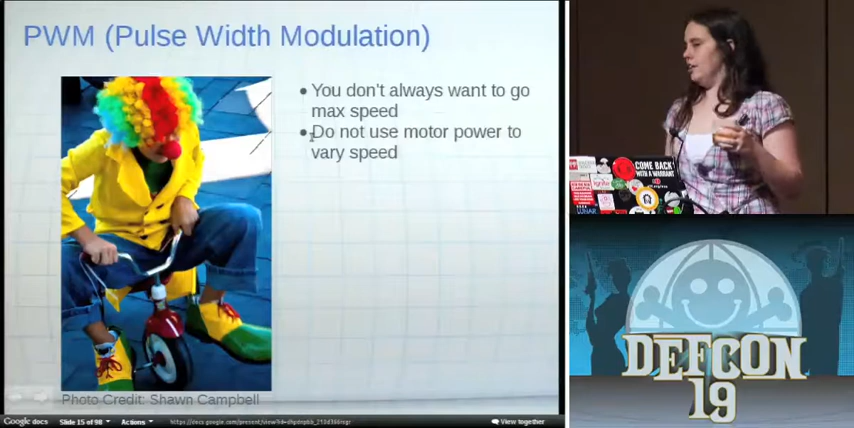 PWM (Pulse Width Modulation)
• You don't always want to go
max speed
• Do not use motor power to
vary speed
Photo Credit: Shawn Campbell
Google docs
Slide 15 of 98
Actions
View together
COME BACK
WITH A WARRANT
DEFCON
19